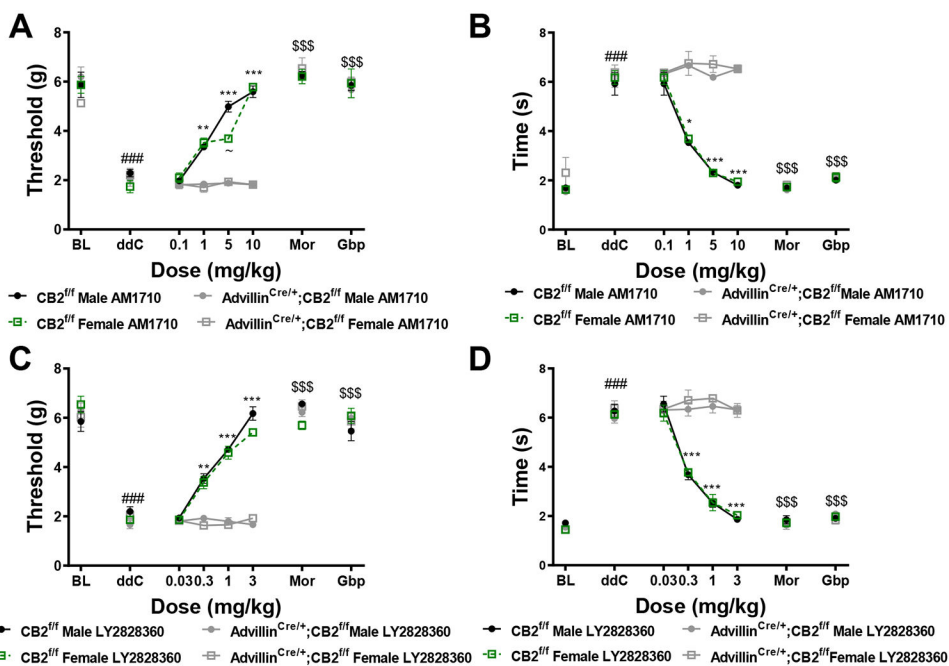 A
B
Threshold (g)
8
6
4
2
0
###
**
***
***
~
$$$
$$$
BL ddC 0.1 1 5 10 Mor Gbp
Dose (mg/kg)
Time (s)
8
6
4
2
0
###
*
***
***
$$$
$$$
BL ddC 0.1 1 5 10 Mor Gbp
Dose (mg/kg)
CB2f/f Male AM1710 AdvillinCre/+;CB2f/f Male AM1710
CB2f/f Female AM1710 AdvillinCre/+;CB2f/f Female AM1710
CB2f/f Male AM1710 AdvillinCre/+;CB2f/fMale AM1710
CB2f/f Female AM1710 AdvillinCre/+;CB2f/f Female AM1710
C
D
Threshold (g)
8
6
4
2
0
###
**
***
***
$$$
$$$
BL ddC 0.03 0.3 1 3 Mor Gbp
Dose (mg/kg)
Time (s)
8
6
4
2
0
###
***
***
***
$$$
$$$
BL ddC 0.03 0.3 1 3 Mor Gbp
Dose (mg/kg)
CB2f/f Male LY2828360 AdvillinCre/+;CB2f/fMale LY2828360
CB2f/f Female LY2828360 AdvillinCre/+;CB2f/f Female LY2828360
CB2f/f Male LY2828360 AdvillinCre/+;CB2f/f Male LY2828360
CB2f/f Female LY2828360 AdvillinCre/+;CB2f/f Female LY2828360